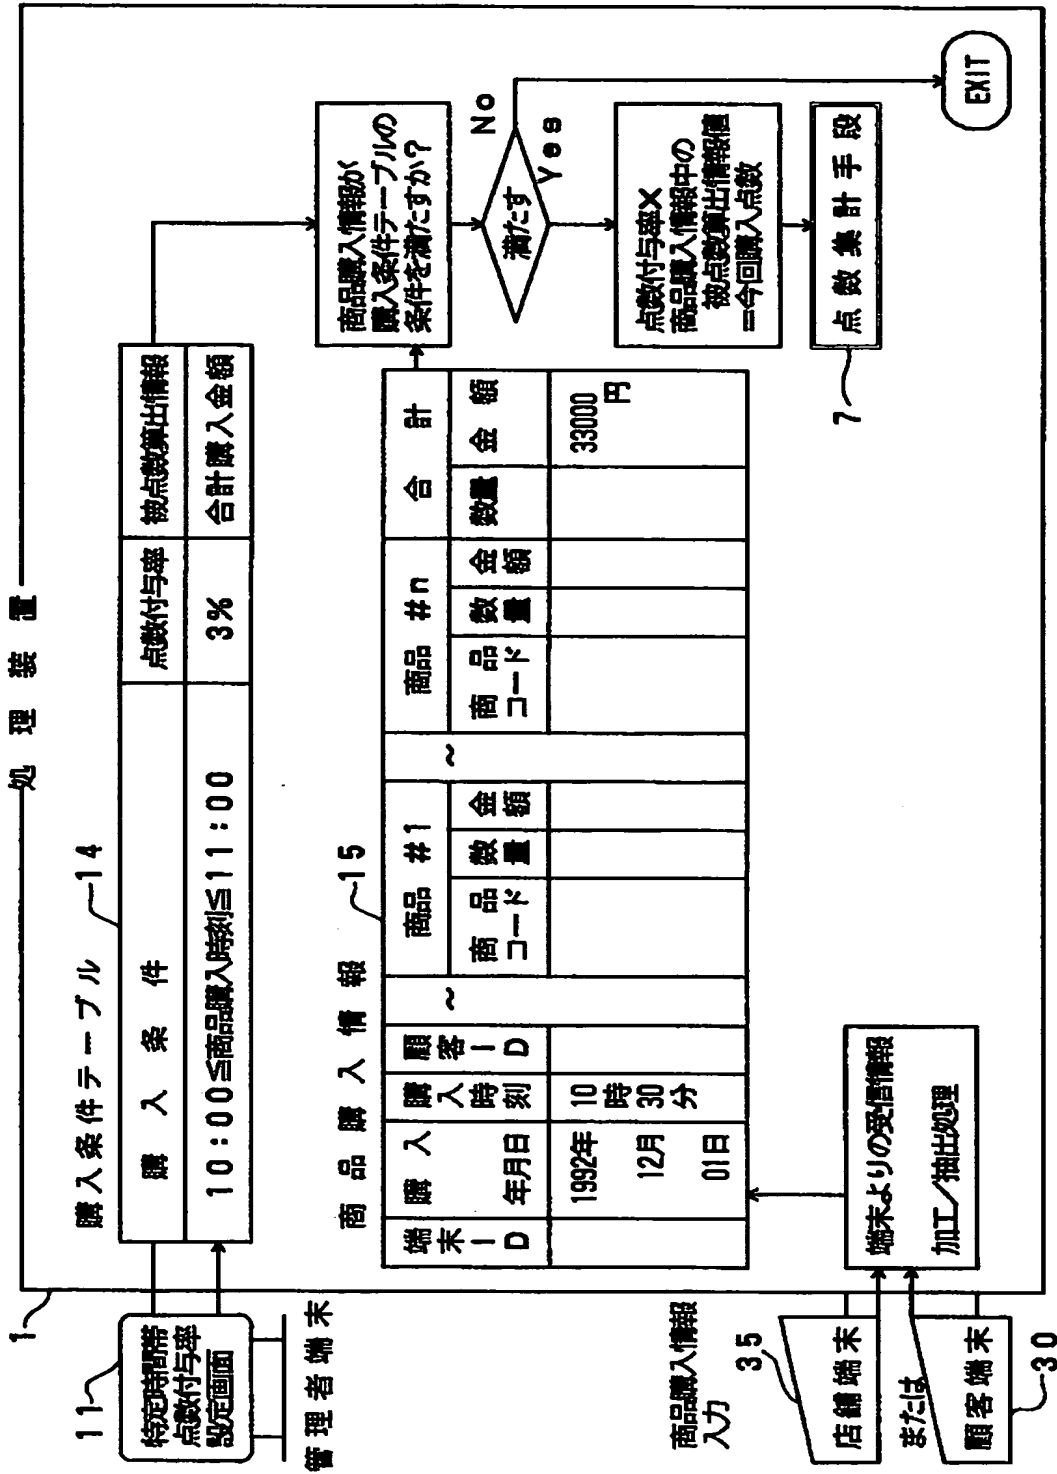 処理装置
1
11
特定時間帯
点数付与率
設定画面
管理者端末
購入条件テーブル
14
購入条件
点数付与率
被点数算出情報
10:00≦商品購入時刻≦11:00
3%
合計購入金額
商品購入情報
15
端末ID
購入
年月日
購入時刻
顧客ID
~
商品 #1
~
商品 #n
合計
商品
コード
数量
金額
商品
コード
数量
金額
数量
金額
1992年
12月
01日
10時
30分
33000
円
商品購入情報が
購入条件テーブルの
条件を満たすか?
満たす
No
Yes
EXIT
点数付与率×
商品購入情報中の
被点数算出情報値
=今回購入点数
点数集計手段
7
商品購入情報
入力
35
店舗端末
または
顧客端末
30
端末よりの受信情報
加工/抽出処理